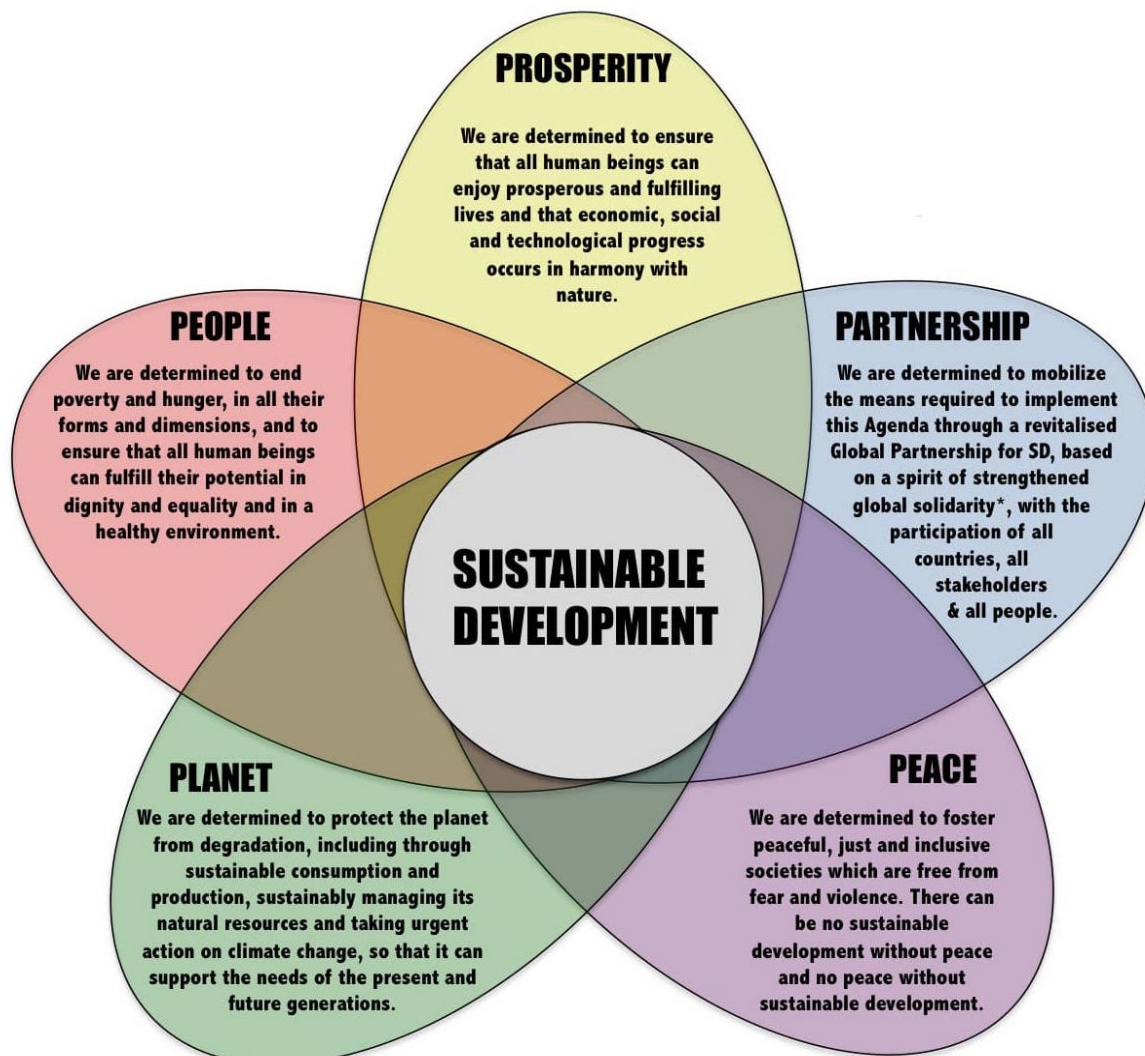 PROSPERITY
We are determined to ensure
that all human beings can
enjoy prosperous and fulfilling
lives and that economic, social
and technological progress
occurs in harmony with
nature.
PEOPLE
We are determined to end
poverty and hunger, in all their
forms and dimensions, and to
ensure that all human beings
can fulfill their potential in
dignity and equality and in a
healthy environment.
PARTNERSHIP
We are determined to mobilize
the means required to implement
this Agenda through a revitalised
Global Partnership for SD, based
on a spirit of strengthened
global solidarity*, with the
participation of all
countries, all
stakeholders
& all people.
SUSTAINABLE
DEVELOPMENT
PLANET
We are determined to protect the planet
from degradation, including through
sustainable consumption and
production, sustainably managing its
natural resources and taking urgent
action on climate change, so that it can
support the needs of the present and
future generations.
PEACE
We are determined to foster
peaceful, just and inclusive
societies which are free from
fear and violence. There can
be no sustainable
development without peace
and no peace without
sustainable development.